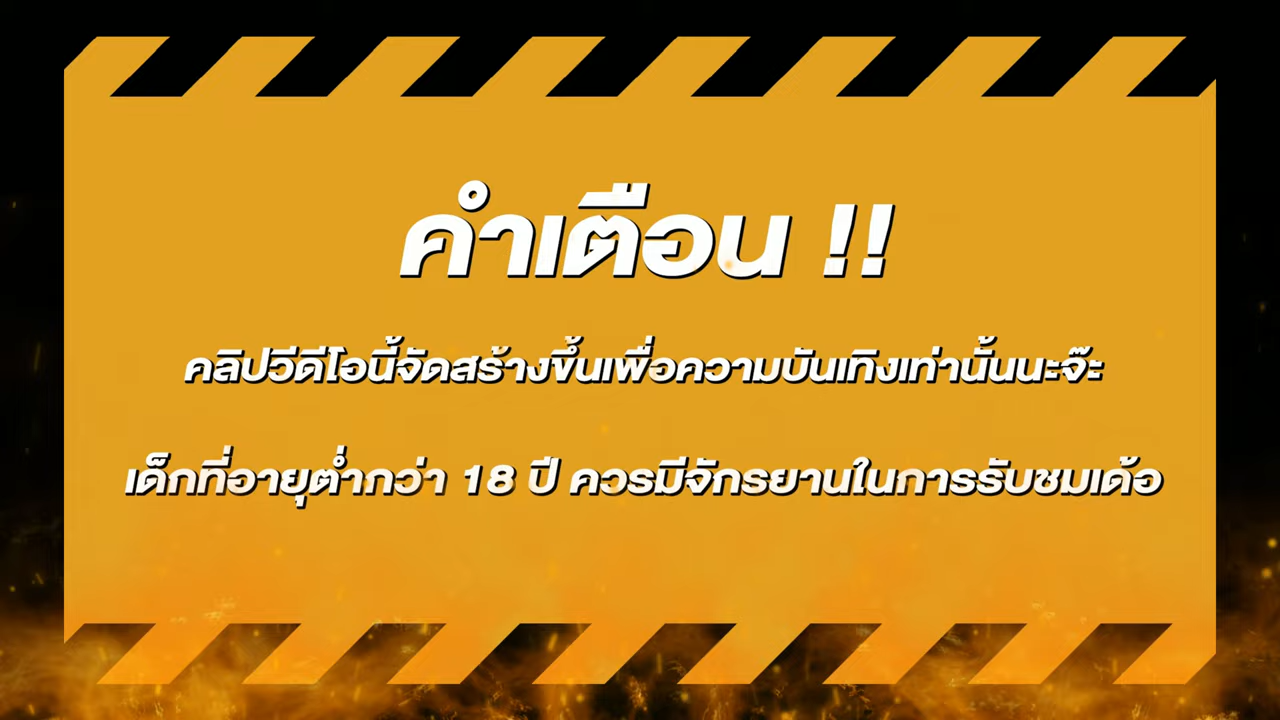 คำเตือน !!
คลิปวีดีโอนี้จัดสร้างขึ้นเพื่อความบันเทิงเท่านั้นนะจ๊ะ
เด็กที่อายุต่ำกว่า 18 ปี ควรมีจักรยานในการรับชมเด้อ